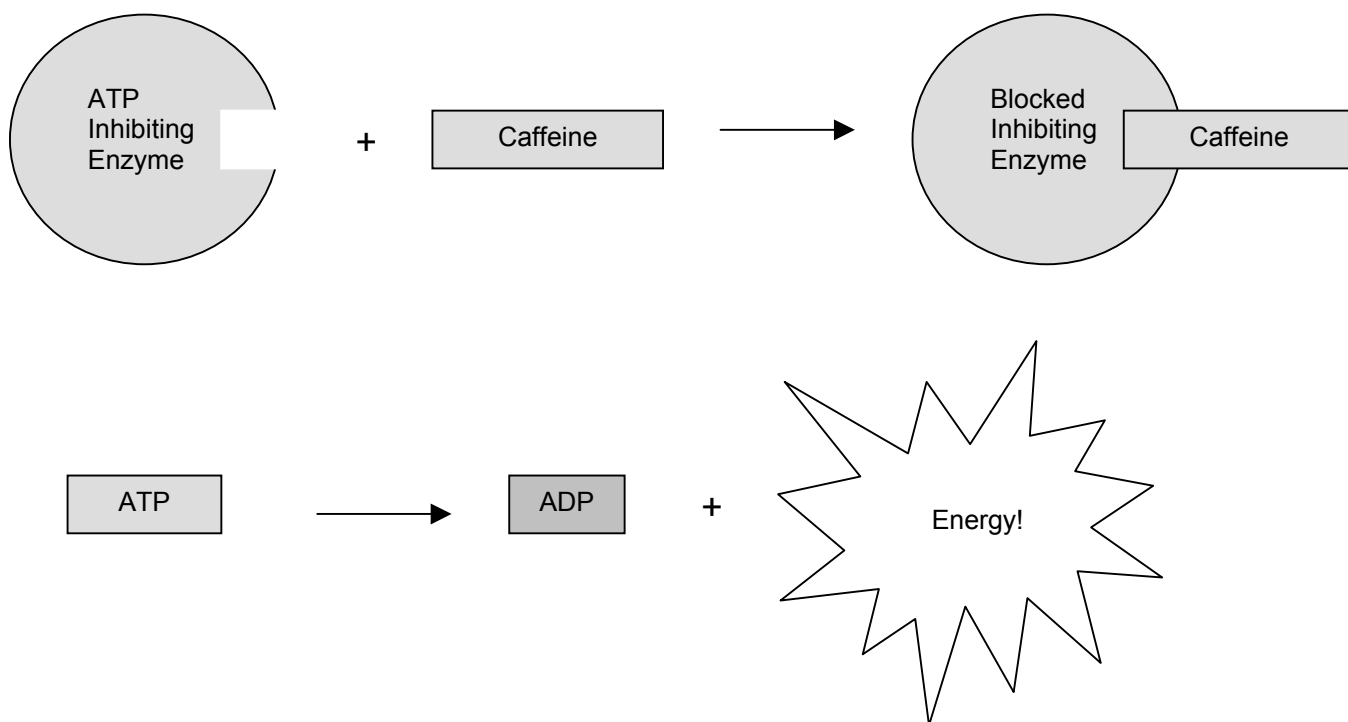 ATP
Inhibiting
Enzyme
+
Caffeine
Blocked
Inhibiting
Enzyme
Caffeine
ATP
ADP
+
Energy!